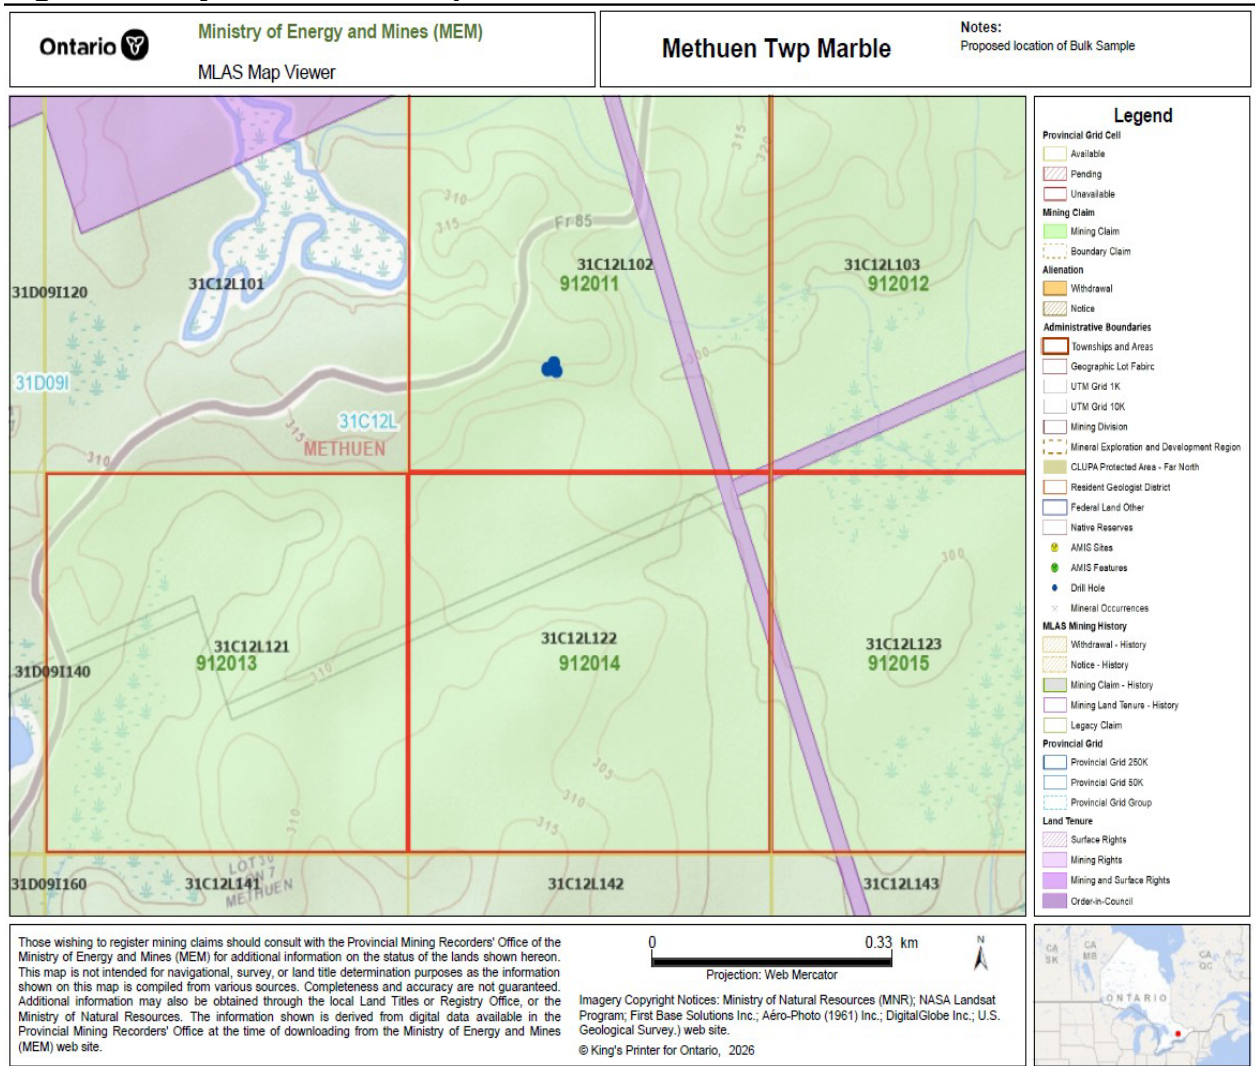 Ontario
Ministry of Energy and Mines (MEM)
MLAS Map Viewer
Methuen Twp Marble
Notes:
Proposed location of Bulk Sample
315
320
310
315
Fr 85
31C12L102
912011
31C12L103
912012
31C12L101
31D09I120
300
31D09I
31C12L
315
METHUEN
310
300
31C12L121
912013
31C12L122
912014
31C12L123
912015
31D09I140
310
305
310
310
315
LOT 30
METHUEN
31D09I160
31C12L141
31C12L142
31C12L143
Legend
Provincial Grid Cell
Available
Pending
Unavailable
Mining Claim
Mining Claim
Boundary Claim
Alienation
Withdrawal
Notice
Administrative Boundaries
Townships and Areas
Geographic Lot Fabirc
UTM Grid 1K
UTM Grid 10K
Mining Division
Mineral Exploration and Development Region
CLUPA Protected Area - Far North
Resident Geologist District
Federal Land Other
Native Reserves
AMIS Sites
AMIS Features
Drill Hole
Mineral Occurrences
MLAS Mining History
Withdrawal - History
Notice - History
Mining Claim - History
Mining Land Tenure - History
Legacy Claim
Provincial Grid
Provincial Grid 250K
Provincial Grid 50K
Provincial Grid Group
Land Tenure
Surface Rights
Mining Rights
Mining and Surface Rights
Order-in-Council
Those wishing to register mining claims should consult with the Provincial Mining Recorders' Office of the
Ministry of Energy and Mines (MEM) for additional information on the status of the lands shown hereon.
This map is not intended for navigational, survey, or land title determination purposes as the information
shown on this map is compiled from various sources. Completeness and accuracy are not guaranteed.
Additional information may also be obtained through the local Land Titles or Registry Office, or the
Ministry of Natural Resources. The information shown is derived from digital data available in the
Provincial Mining Recorders' Office at the time of downloading from the Ministry of Energy and Mines
(MEM) web site.
0
0.33 km
Projection: Web Mercator
N
Imagery Copyright Notices: Ministry of Natural Resources (MNR); NASA Landsat
Program; First Base Solutions Inc.; Aéro-Photo (1961) Inc.; DigitalGlobe Inc.; U.S.
Geological Survey.) web site.
© King's Printer for Ontario, 2026
CA
SK
CA
MB
CA
QC
ONTARIO